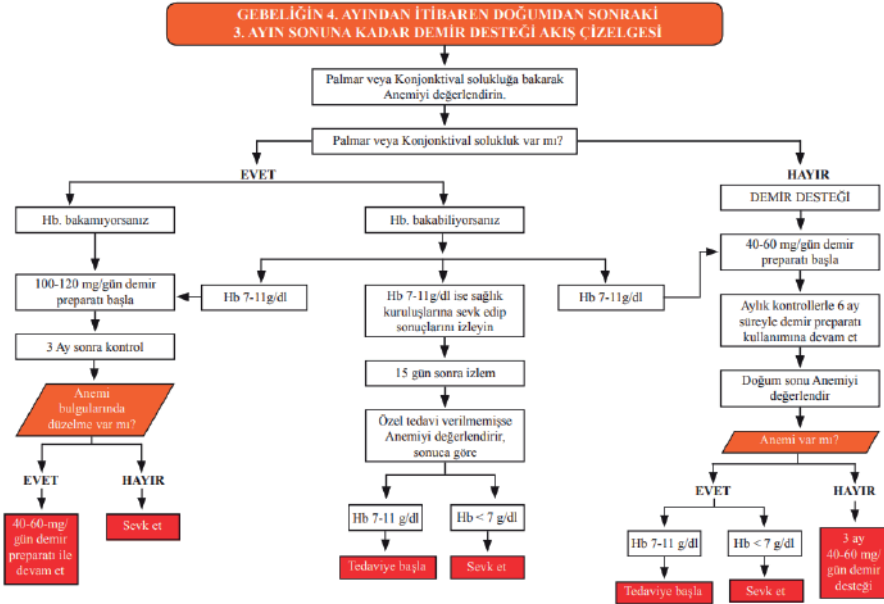 GEBELİĞİN 4. AYINDAN İTİBAREN DOĞUMDAN SONRAKİ
3. AYIN SONUNA KADAR DEMİR DESTEĞİ AKIŞ ÇİZELGESİ
Palmar veya Konjonktival solukluğa bakarak
Anemiyi değerlendirin.
Palmar veya Konjonktival solukluk var mı?
EVET
HAYIR
Hb. bakamıyorsanız
Hb. bakabiliyorsanız
DEMİR DESTEĞİ
100-120 mg/gün demir
preparatı başla
Hb 7-11g/dl
Hb 7-11g/dl ise sağlık
kuruluşlarına sevk edip
sonuçlarını izleyin
Hb 7-11g/dl
40-60 mg/gün demir
preparatı başla
3 Ay sonra kontrol
15 gün sonra izlem
Aylık kontrollerle 6 ay
süreyle demir preparatı
kullanımına devam et
Anemi
bulgularında
düzelme var mı?
Özel tedavi verilmemişse
Anemiyi değerlendirir,
sonuca göre
Doğum sonu Anemiyi
değerlendir
Anemi var mı?
EVET
HAYIR
40-60-mg/
gün demir
preparatı ile
devam et
Sevk et
Hb 7-11 g/dl
Hb < 7 g/dl
Tedaviye başla
Sevk et
EVET
HAYIR
Hb 7-11 g/dl
Hb < 7 g/dl
Tedaviye başla
Sevk et
3 ay
40-60 mg/
gün demir
desteği